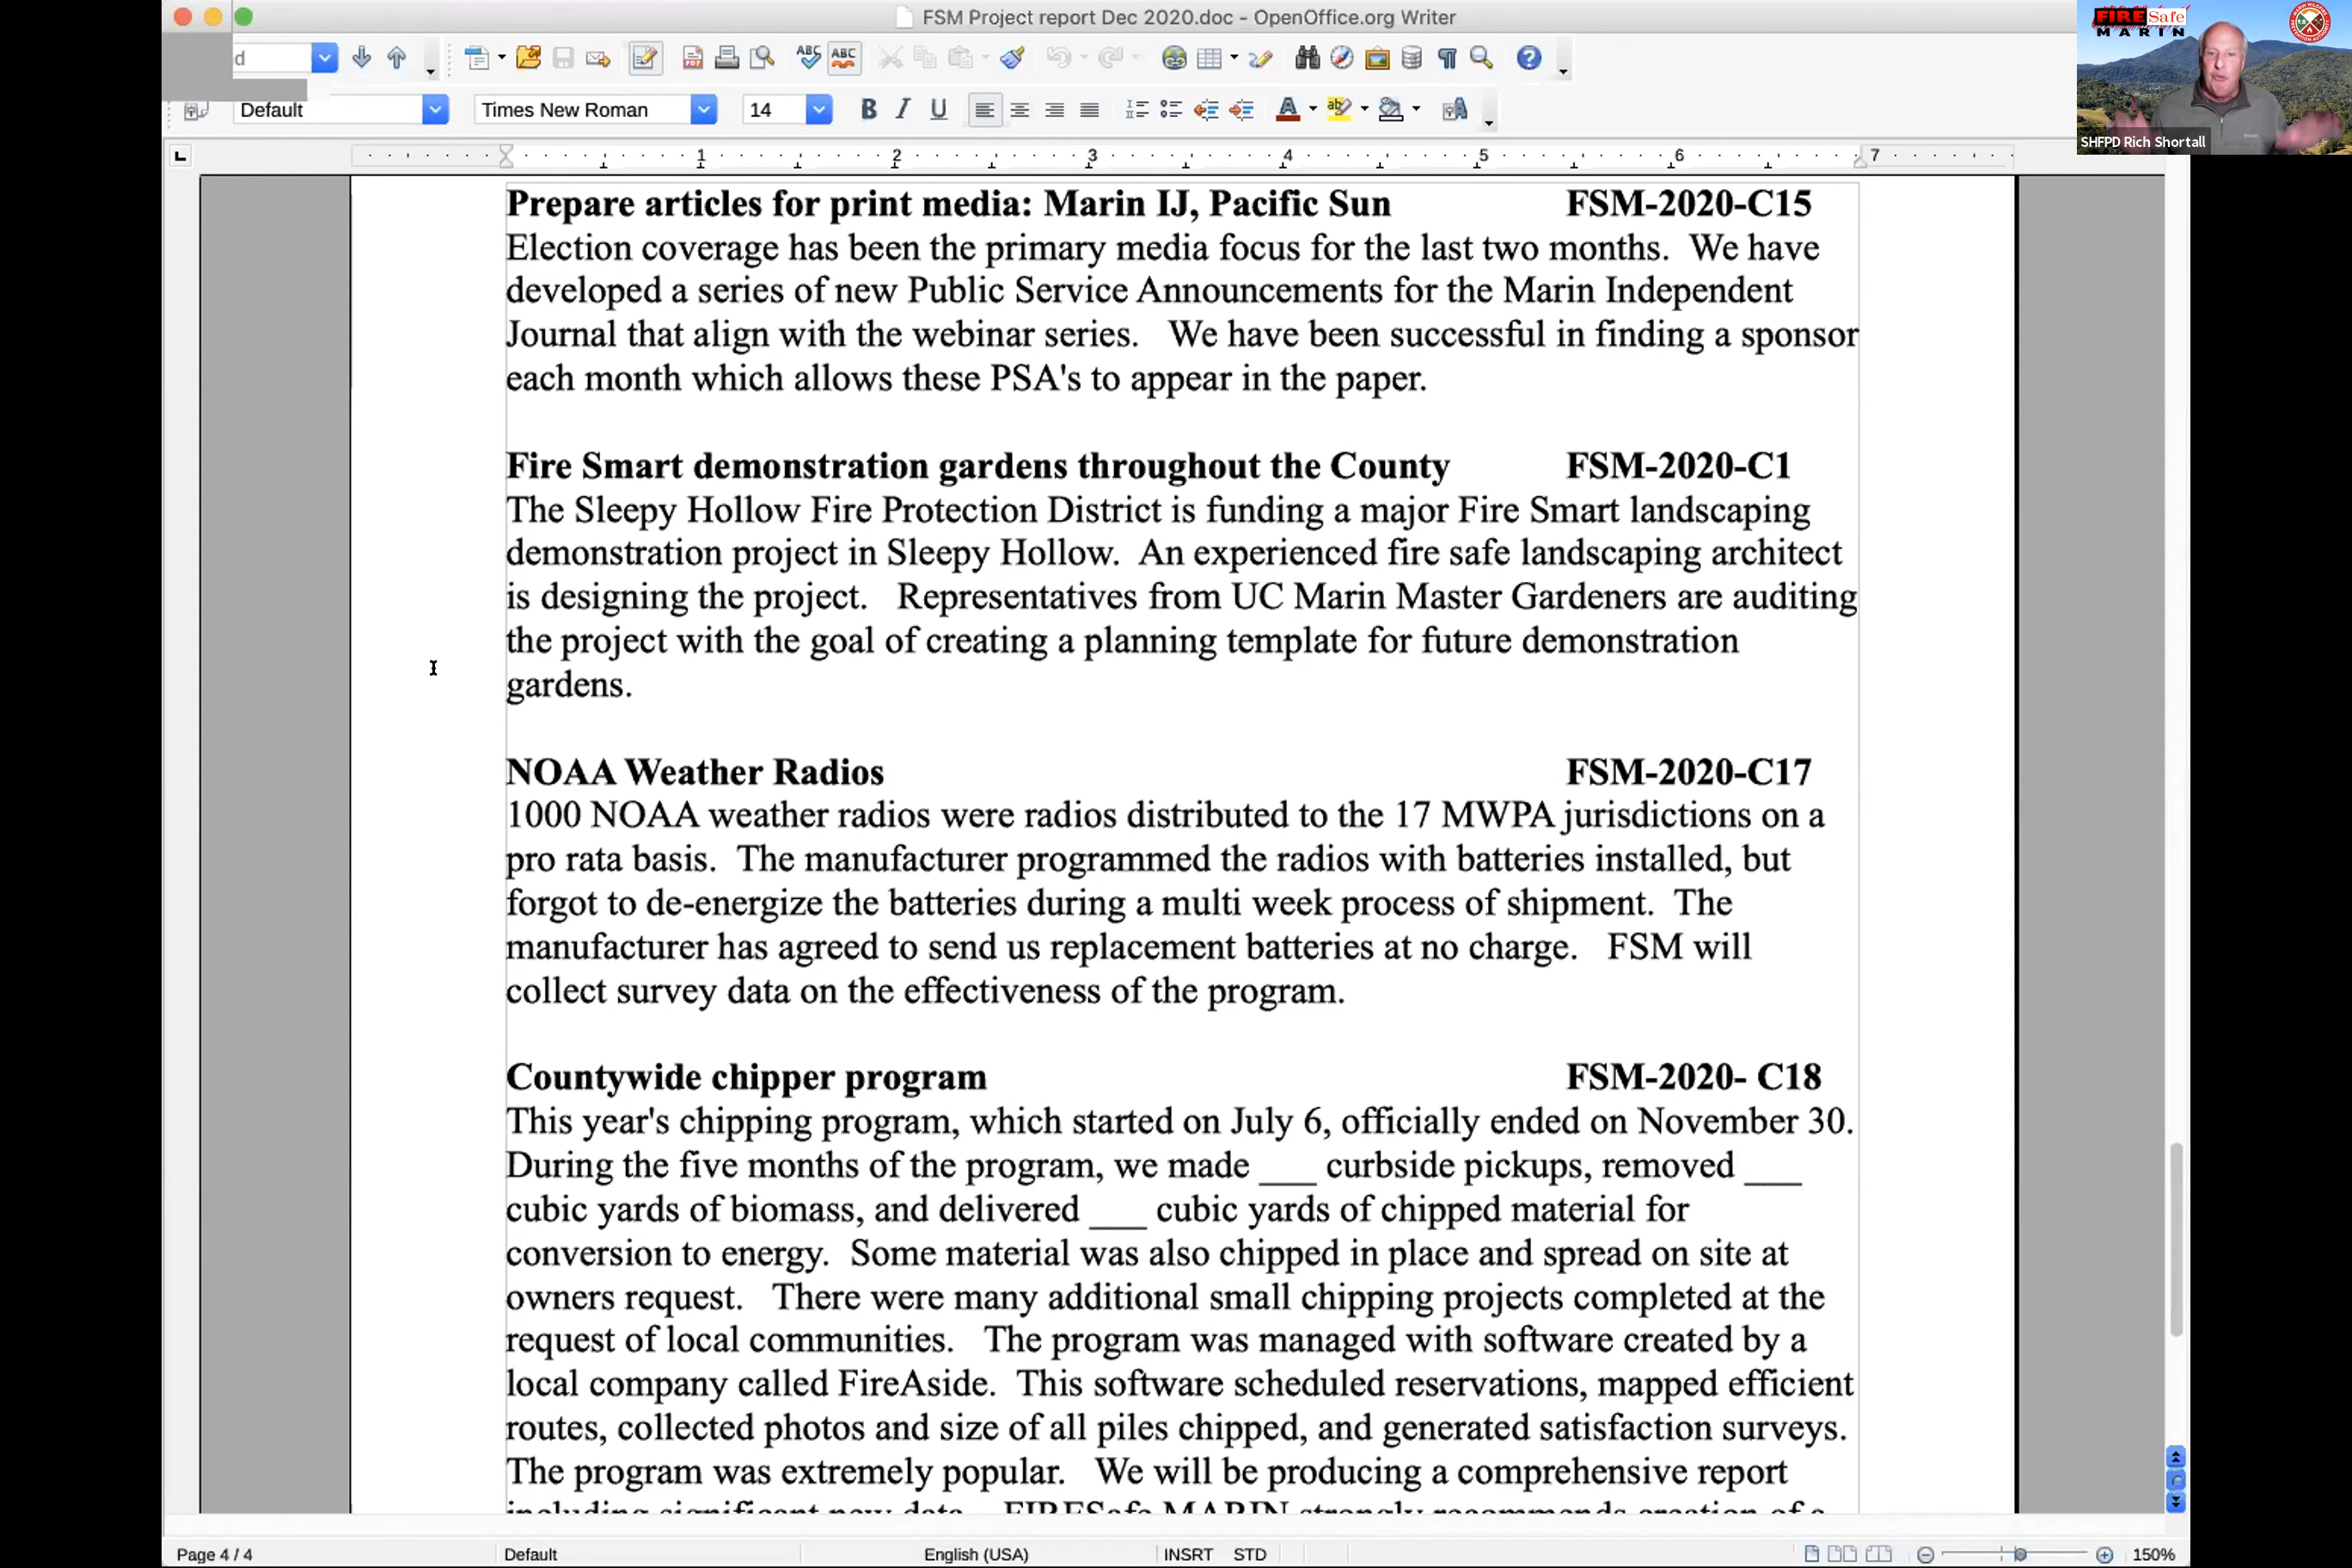 FSM Project report Dec 2020.doc - OpenOffice.org Writer
FIRE Safe
MARIN
SHFPD Rich Shortall
d
Default
Times New Roman
14
1 2 3 4 5 6 7
Prepare articles for print media: Marin IJ, Pacific Sun FSM-2020-C15
Election coverage has been the primary media focus for the last two months. We have
developed a series of new Public Service Announcements for the Marin Independent
Journal that align with the webinar series. We have been successful in finding a sponsor
each month which allows these PSA's to appear in the paper.
Fire Smart demonstration gardens throughout the County FSM-2020-C1
The Sleepy Hollow Fire Protection District is funding a major Fire Smart landscaping
demonstration project in Sleepy Hollow. An experienced fire safe landscaping architect
is designing the project. Representatives from UC Marin Master Gardeners are auditing
the project with the goal of creating a planning template for future demonstration
gardens.
NOAA Weather Radios FSM-2020-C17
1000 NOAA weather radios were radios distributed to the 17 MWPA jurisdictions on a
pro rata basis. The manufacturer programmed the radios with batteries installed, but
forgot to de-energize the batteries during a multi week process of shipment. The
manufacturer has agreed to send us replacement batteries at no charge. FSM will
collect survey data on the effectiveness of the program.
Countywide chipper program FSM-2020- C18
This year's chipping program, which started on July 6, officially ended on November 30.
During the five months of the program, we made ___ curbside pickups, removed ___
cubic yards of biomass, and delivered ___ cubic yards of chipped material for
conversion to energy. Some material was also chipped in place and spread on site at
owners request. There were many additional small chipping projects completed at the
request of local communities. The program was managed with software created by a
local company called FireAside. This software scheduled reservations, mapped efficient
routes, collected photos and size of all piles chipped, and generated satisfaction surveys.
The program was extremely popular. We will be producing a comprehensive report
including significant new data. FIRESafe MARIN strongly recommends creation of a
Page 4 / 4
Default
English (USA)
INSRT
STD
150%